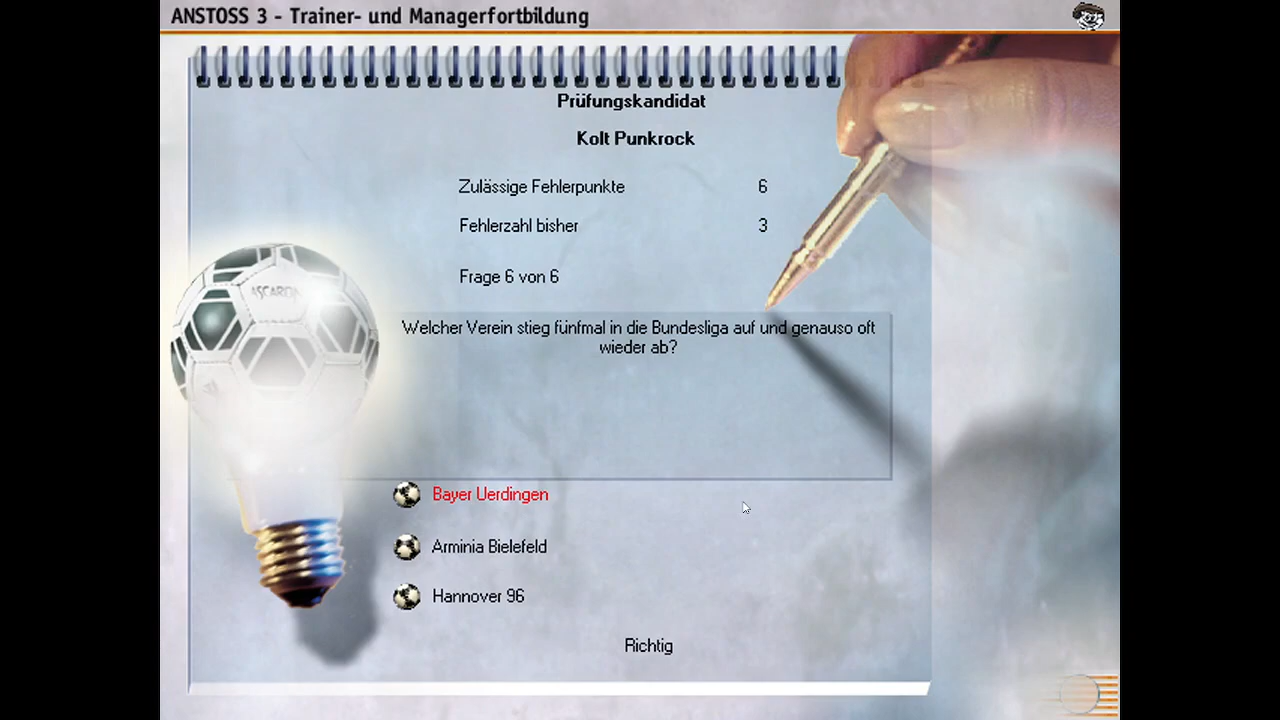 ANSTOSS 3 - Trainer- und Managerfortbildung
Prüfungskandidat
Kolt Punkrock
Zulässige Fehlerpunkte 6
Fehlerzahl bisher 3
Frage 6 von 6
ASCARON
Welcher Verein stieg fünfmal in die Bundesliga auf und genauso oft
wieder ab?
Bayer Uerdingen
Arminia Bielefeld
Hannover 96
Richtig